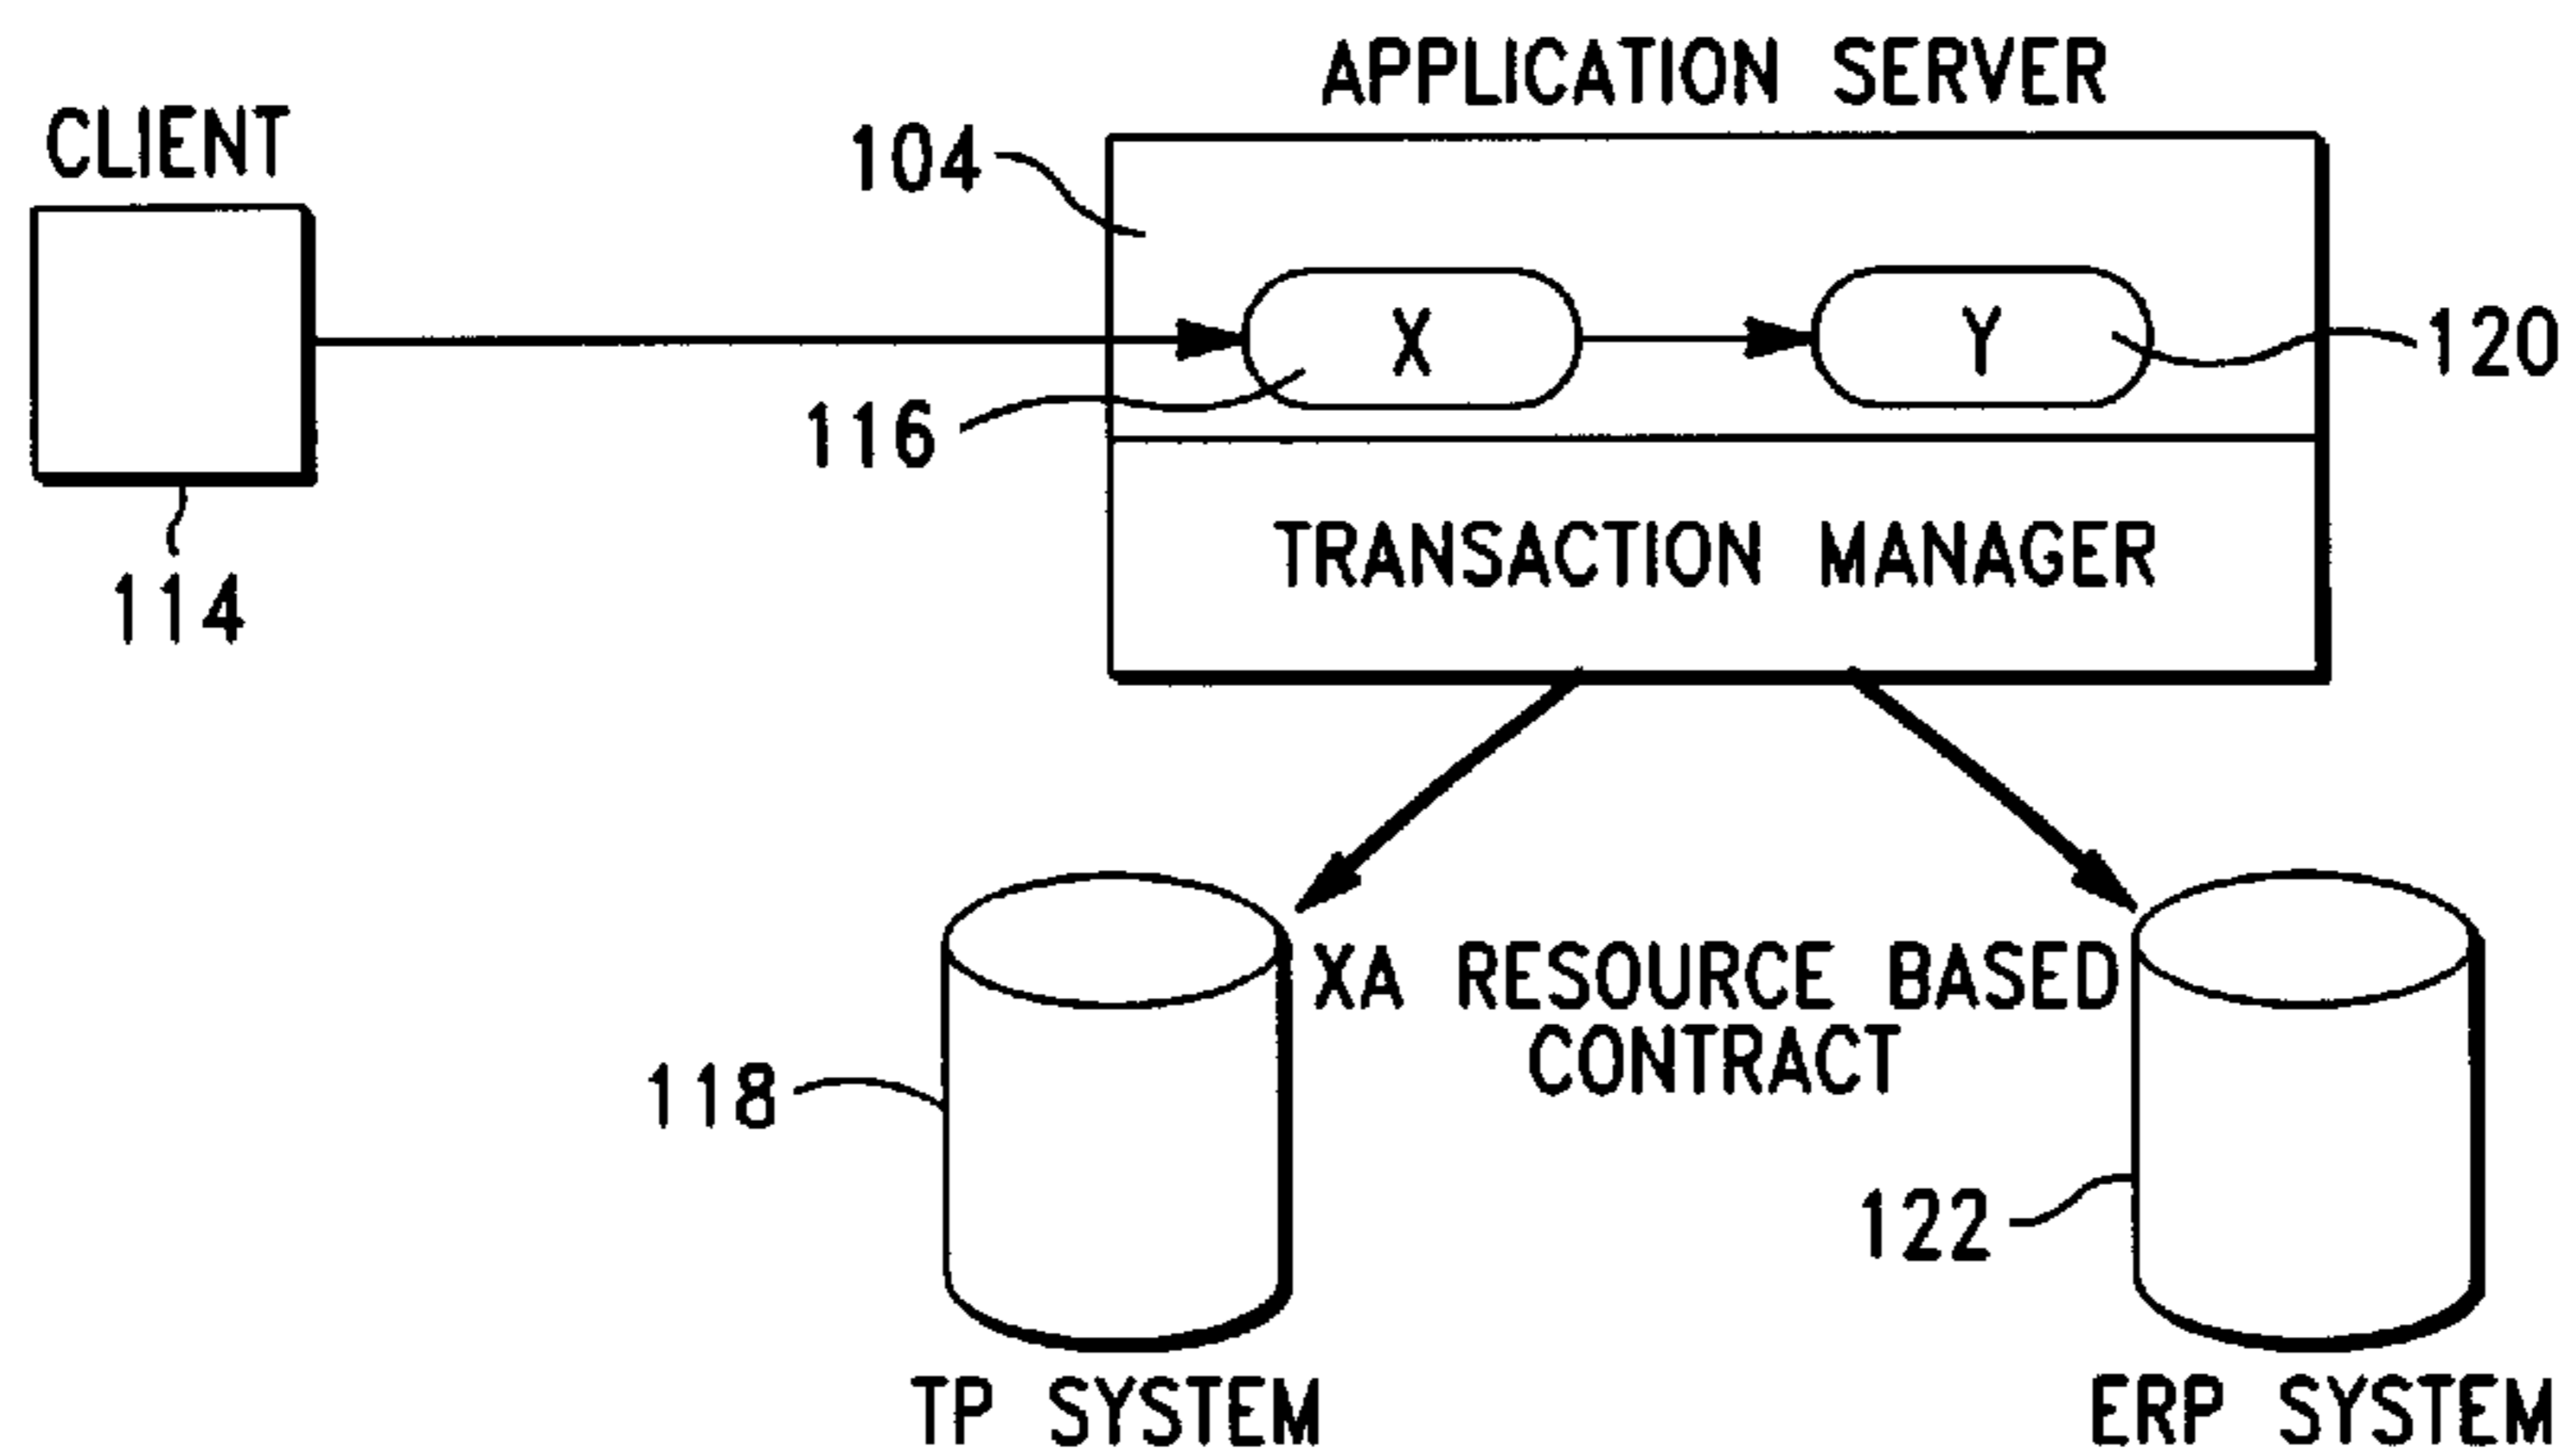 APPLICATION SERVER
CLIENT
104
X
Y
120
116
TRANSACTION MANAGER
114
XA RESOURCE BASED
CONTRACT
118
122
TP SYSTEM
ERP SYSTEM